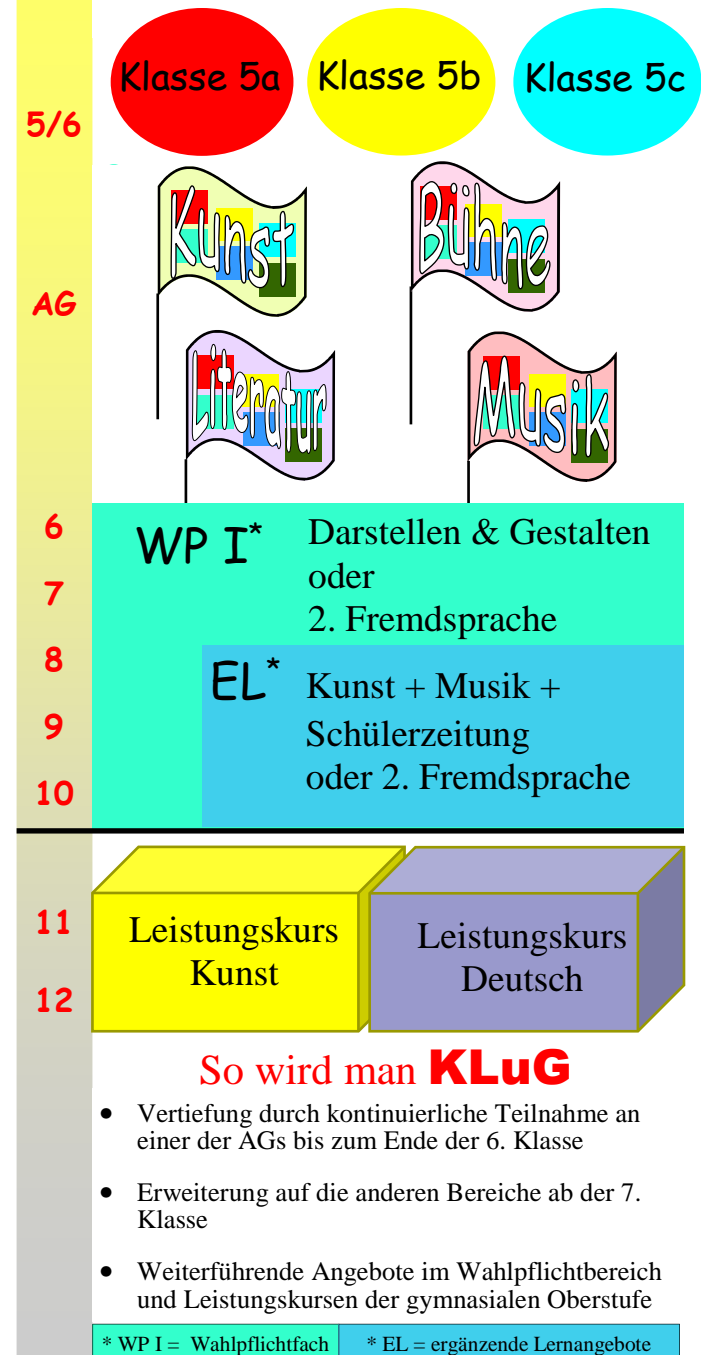 Klasse 5a Klasse 5b Klasse 5c
5/6
Kunst Bühne
AG
Literatur Musik
6
WP I* Darstellen & Gestalten
oder
7
2. Fremdsprache
8
EL* Kunst + Musik +
9
Schülerzeitung
oder 2. Fremdsprache
10
11
Leistungskurs
Kunst
Leistungskurs
Deutsch
12
So wird man KLuG
• Vertiefung durch kontinuierliche Teilnahme an
einer der AGs bis zum Ende der 6. Klasse
• Erweiterung auf die anderen Bereiche ab der 7.
Klasse
• Weiterführende Angebote im Wahlpflichtbereich
und Leistungskursen der gymnasialen Oberstufe
* WP I = Wahlpflichtfach * EL = ergänzende Lernangebote